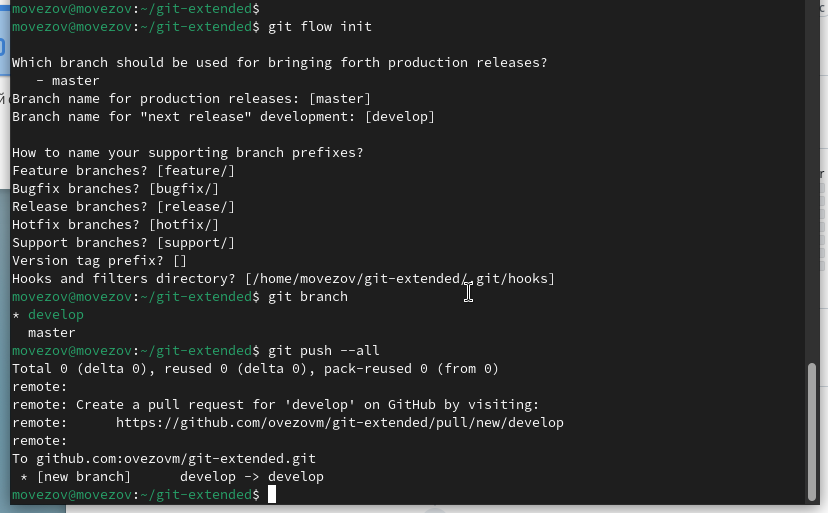 movezov@movezov:~/git-extended$
movezov@movezov:~/git-extended$ git flow init
Which branch should be used for bringing forth production releases?
   - master
Branch name for production releases: [master]
Branch name for "next release" development: [develop]
How to name your supporting branch prefixes?
Feature branches? [feature/]
Bugfix branches? [bugfix/]
Release branches? [release/]
Hotfix branches? [hotfix/]
Support branches? [support/]
Version tag prefix? []
Hooks and filters directory? [/home/movezov/git-extended/.git/hooks]
movezov@movezov:~/git-extended$ git branch
* develop
  master
movezov@movezov:~/git-extended$ git push --all
Total 0 (delta 0), reused 0 (delta 0), pack-reused 0 (from 0)
remote:
remote: Create a pull request for 'develop' on GitHub by visiting:
remote:      https://github.com/ovezovm/git-extended/pull/new/develop
remote:
To github.com:ovezovm/git-extended.git
 * [new branch]      develop -> develop
movezov@movezov:~/git-extended$